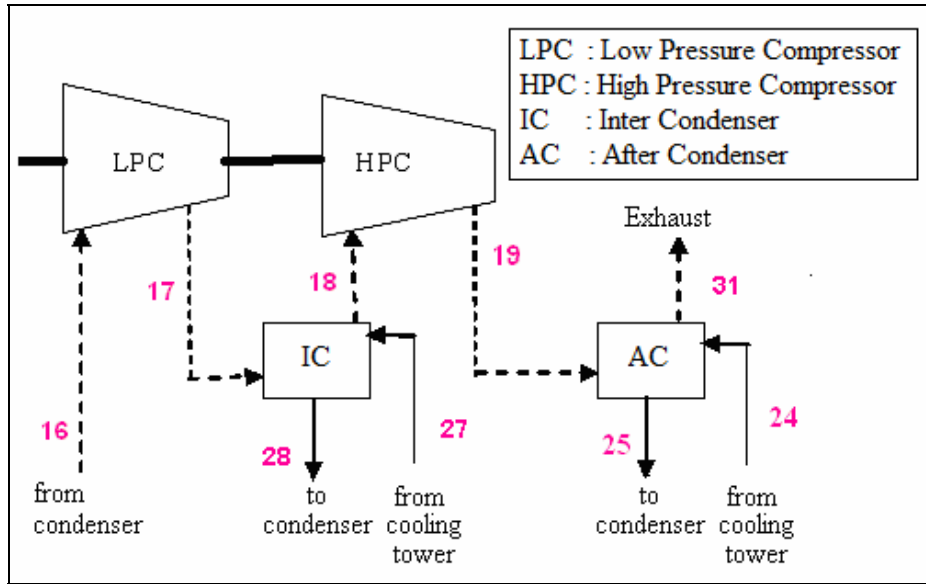 LPC : Low Pressure Compressor
HPC : High Pressure Compressor
IC : Inter Condenser
AC : After Condenser
LPC
HPC
Exhaust
17
18
19
31
IC
AC
16
28
27
25
24
from
condenser
to
condenser
from
cooling
tower
to
condenser
from
cooling
tower